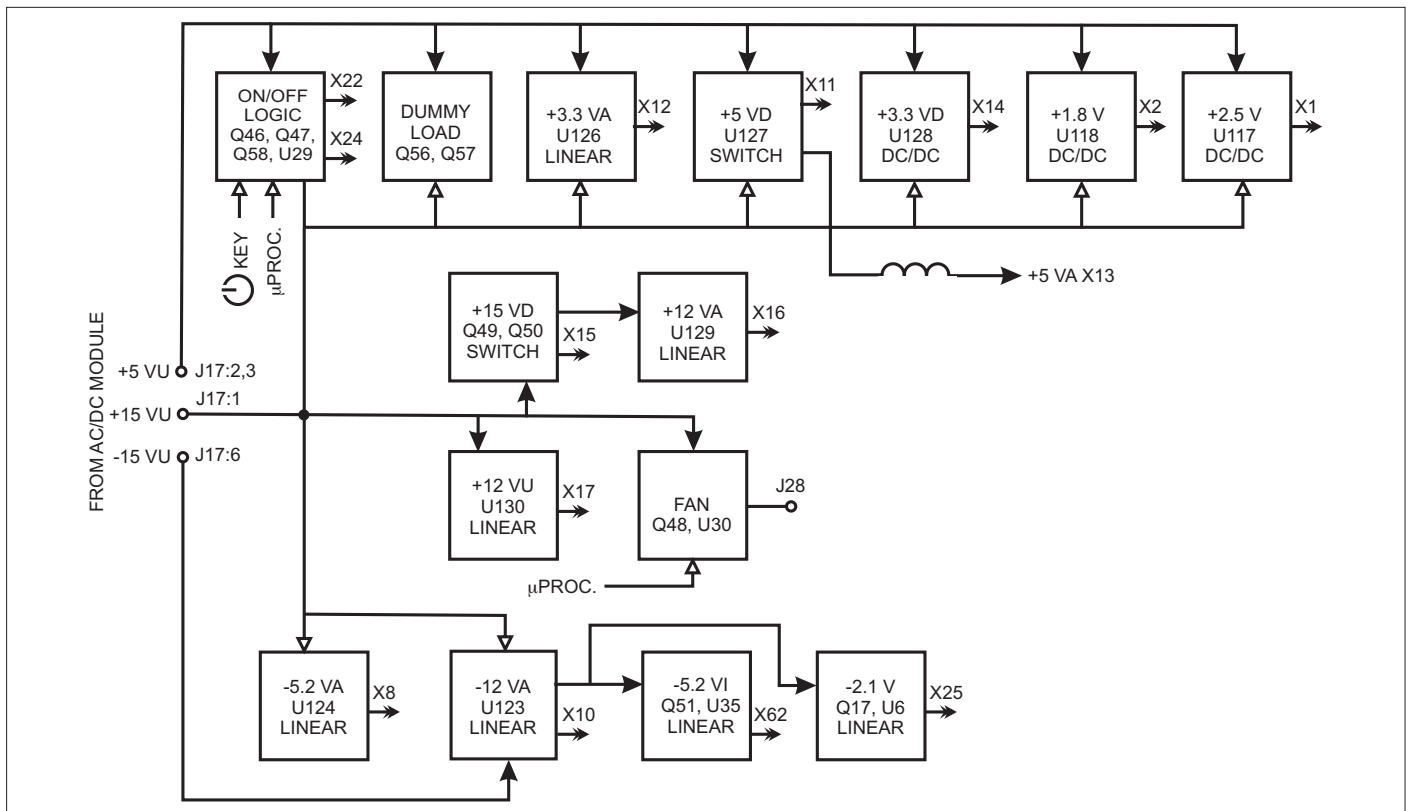 ON/OFF
LOGIC
Q46, Q47,
Q58, U29
X22
X24
DUMMY
LOAD
Q56, Q57
+3.3 VA
U126
LINEAR
X12
+5 VD
U127
SWITCH
X11
+3.3 VD
U128
DC/DC
X14
+1.8 V
U118
DC/DC
X2
+2.5 V
U117
DC/DC
X1
KEY
µPROC.
+5 VA X13
+15 VD
Q49, Q50
SWITCH
X15
+12 VA
U129
LINEAR
X16
FROM AC/DC MODULE
+5 VU
J17:2,3
J17:1
+15 VU
-15 VU
J17:6
+12 VU
U130
LINEAR
X17
FAN
Q48, U30
J28
µPROC.
-5.2 VA
U124
LINEAR
X8
-12 VA
U123
LINEAR
X10
-5.2 VI
Q51, U35
LINEAR
X62
-2.1 V
Q17, U6
LINEAR
X25